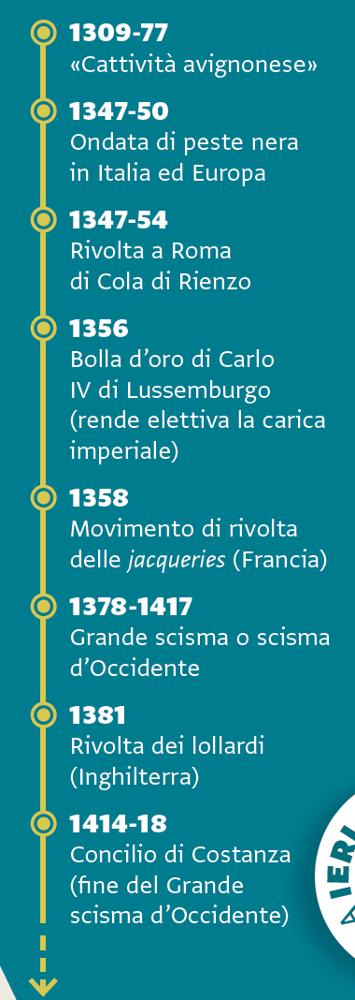 1309-77
«Cattività avignonese»
1347-50
Ondata di peste nera
in Italia ed Europa
1347-54
Rivolta a Roma
di Cola di Rienzo
1356
Bolla d'oro di Carlo
IV di Lussemburgo
(rende elettiva la carica
imperiale)
1358
Movimento di rivolta
delle jacqueries (Francia)
1378-1417
Grande scisma o scisma
d'Occidente
1381
Rivolta dei lollardi
(Inghilterra)
1414-18
Concilio di Costanza
(fine del Grande
scisma d'Occidente)
IERI